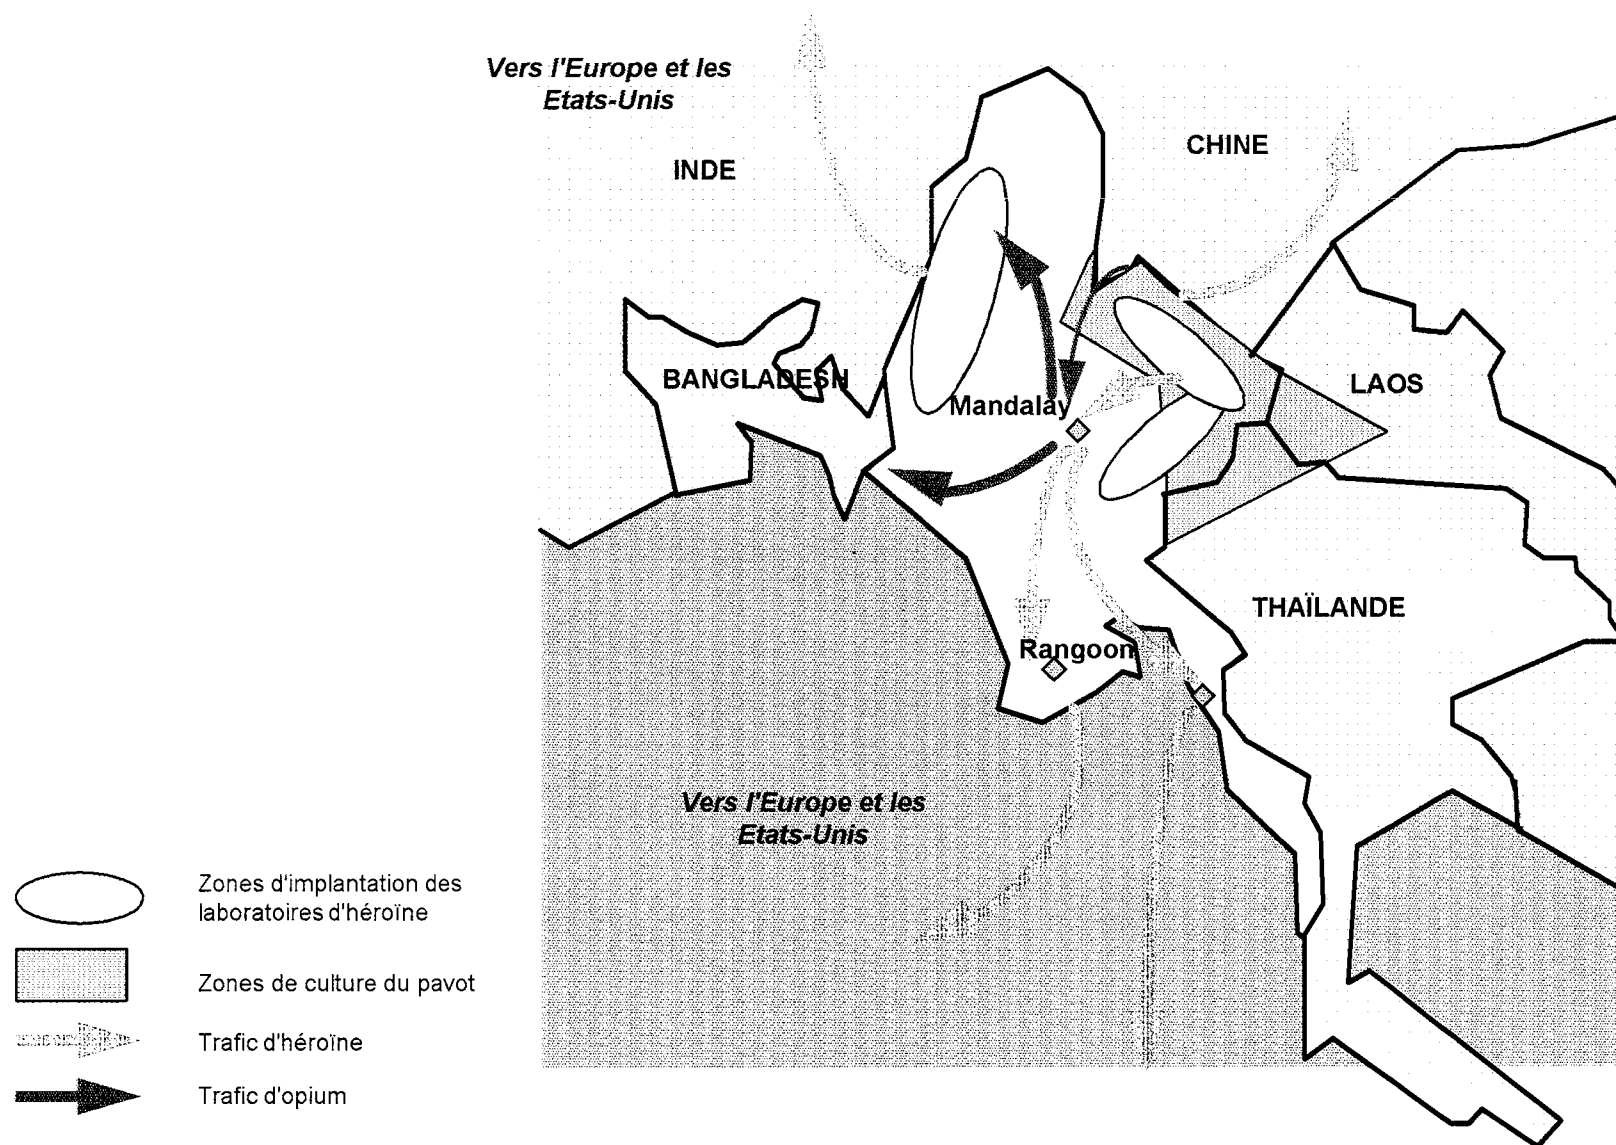 Vers l'Europe et les
Etats-Unis
CHINE
INDE
BANGLADESH
LAOS
Mandalay
THAÏLANDE
Rangoon
Vers l'Europe et les
Etats-Unis
Zones d'implantation des
laboratoires d'héroïne
Zones de culture du pavot
Trafic d'héroïne
Trafic d'opium